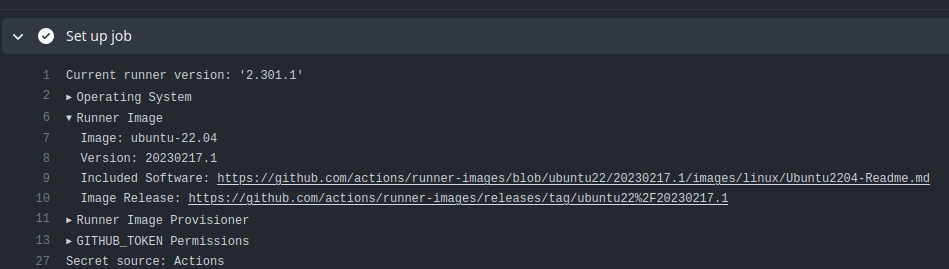 Set up job
1 Current runner version: '2.301.1'
2 ▸ Operating System
6 ▾ Runner Image
7 Image: ubuntu-22.04
8 Version: 20230217.1
9 Included Software: https://github.com/actions/runner-images/blob/ubuntu22/20230217.1/images/linux/Ubuntu2204-Readme.md
10 Image Release: https://github.com/actions/runner-images/releases/tag/ubuntu22%2F20230217.1
11 ▸ Runner Image Provisioner
13 ▸ GITHUB_TOKEN Permissions
27 Secret source: Actions